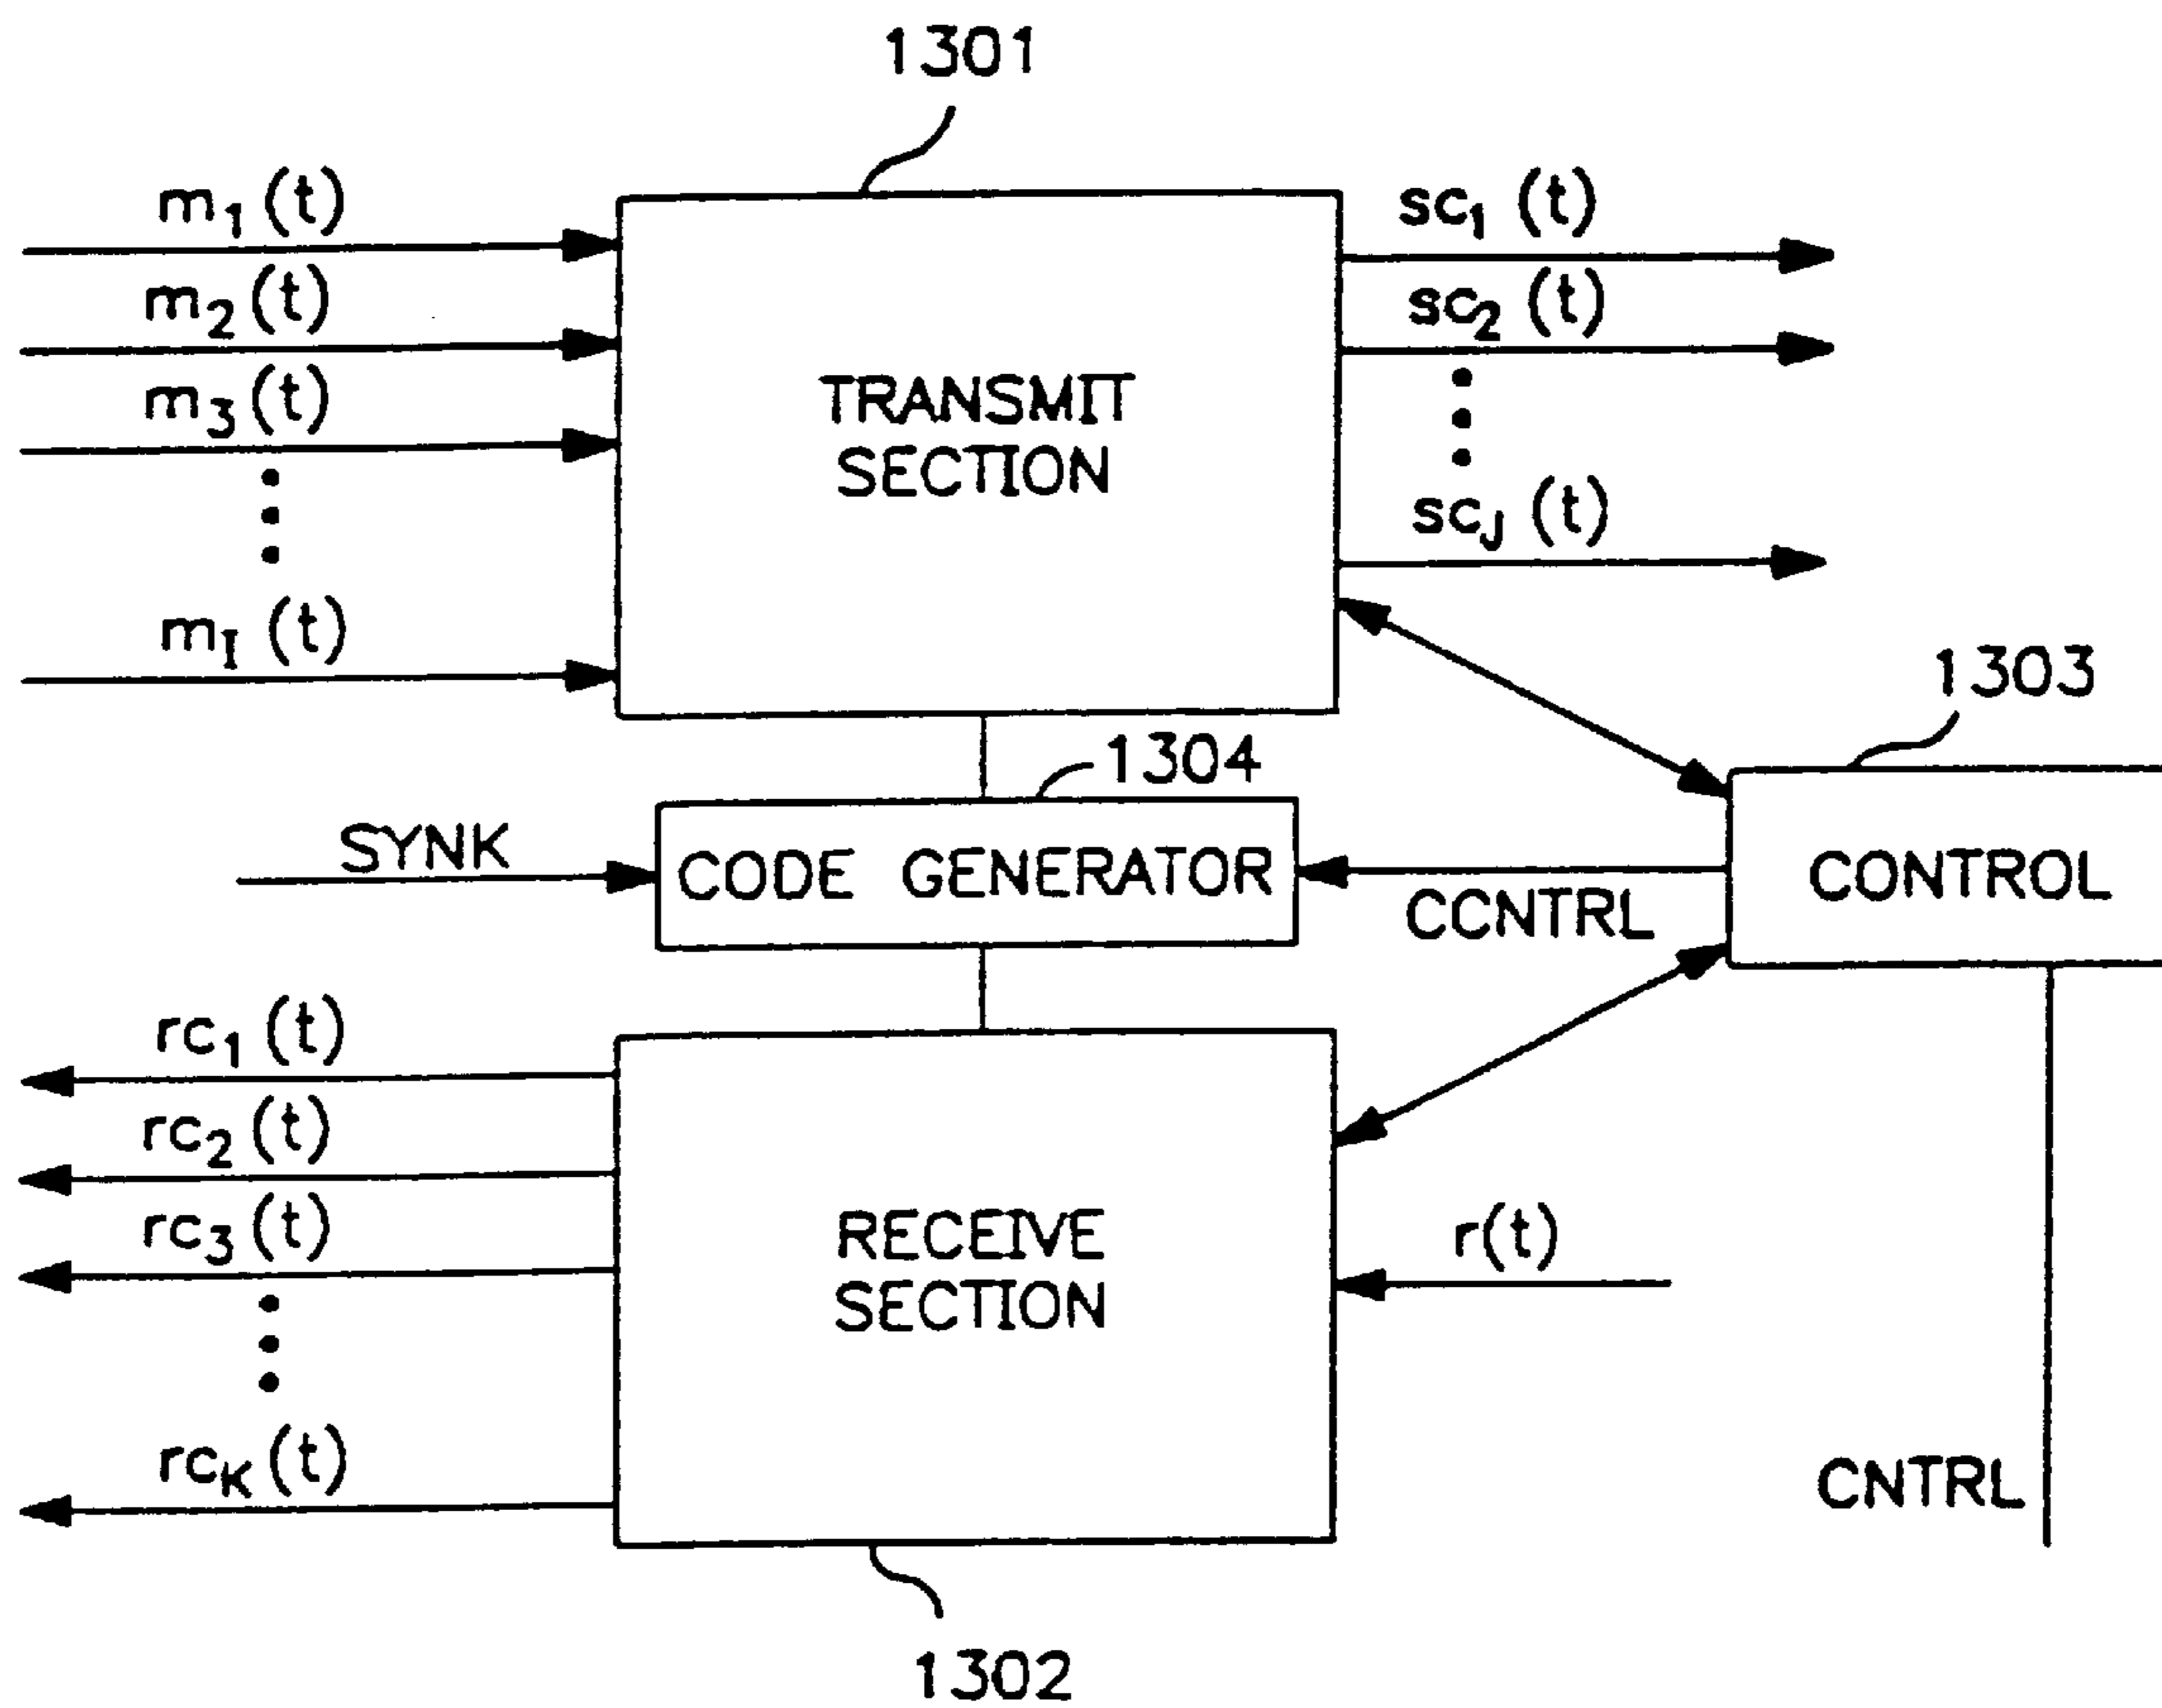 1301
m₁(t)
sc₁(t)
m₂(t)
sc₂(t)
m₃(t)
TRANSMIT
SECTION
scJ(t)
mI(t)
1303
1304
SYNK
CODE GENERATOR
CCNTRL
CONTROL
rc₁(t)
rc₂(t)
rc₃(t)
RECEIVE
SECTION
r(t)
rcK(t)
CNTRL
1302